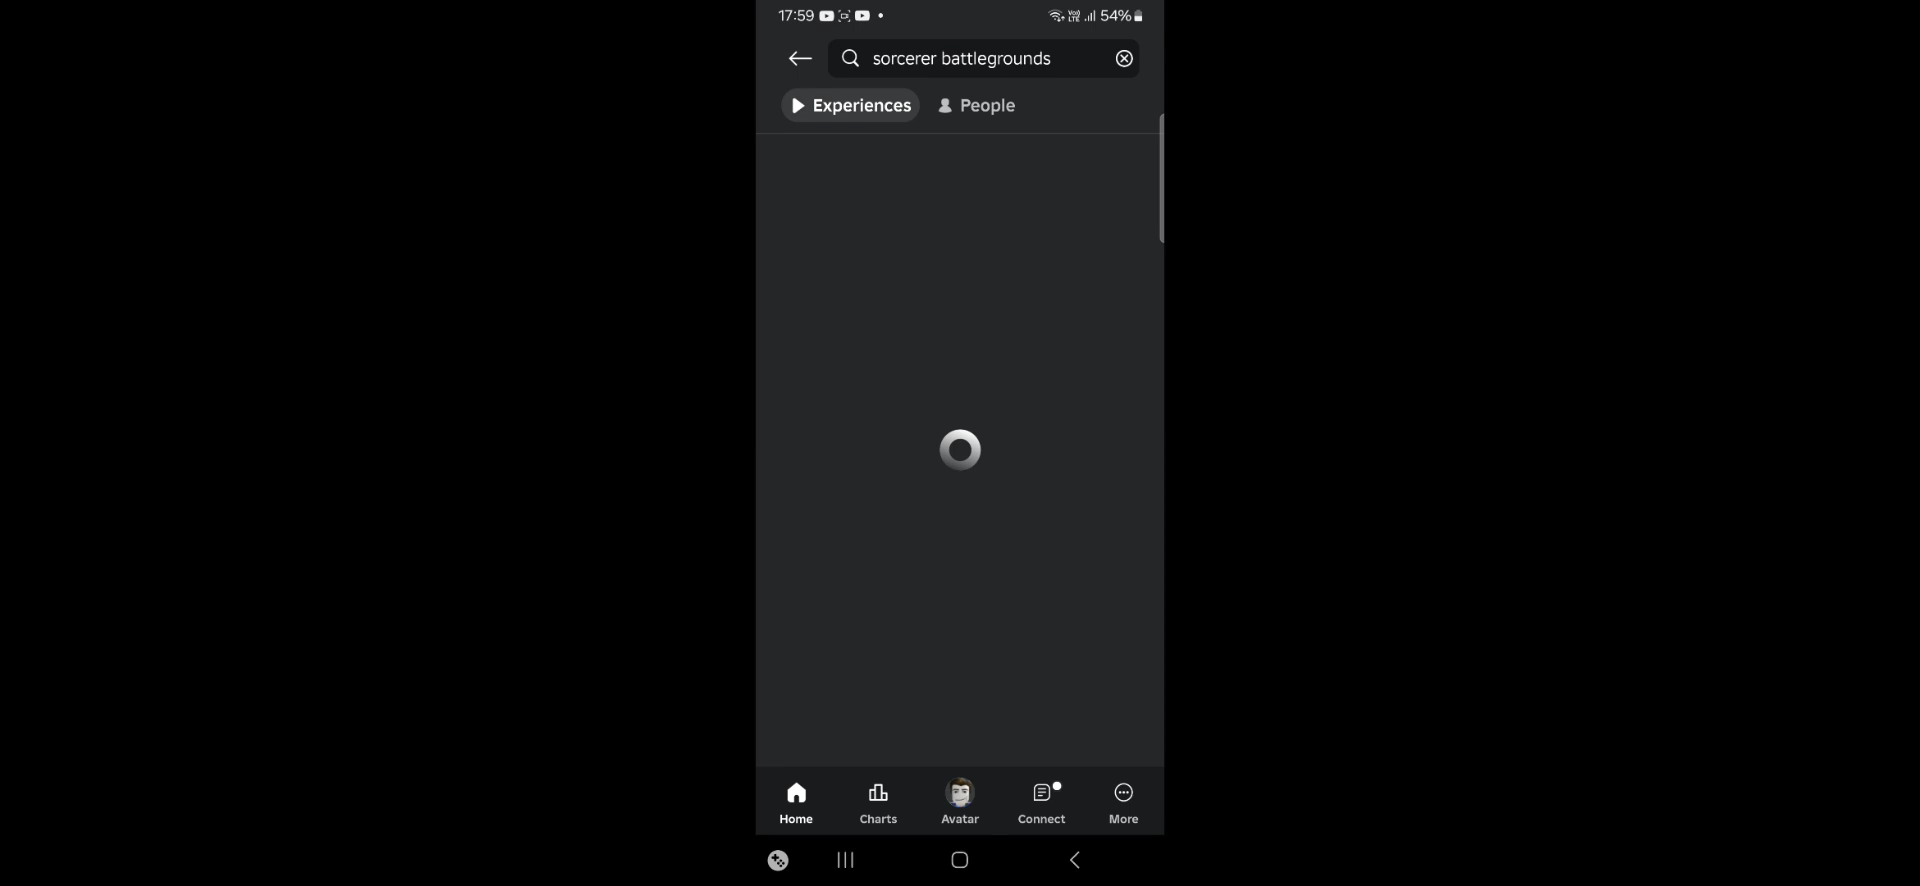 17:59 54%
sorcerer battlegrounds
Experiences People
Home Charts Avatar Connect More